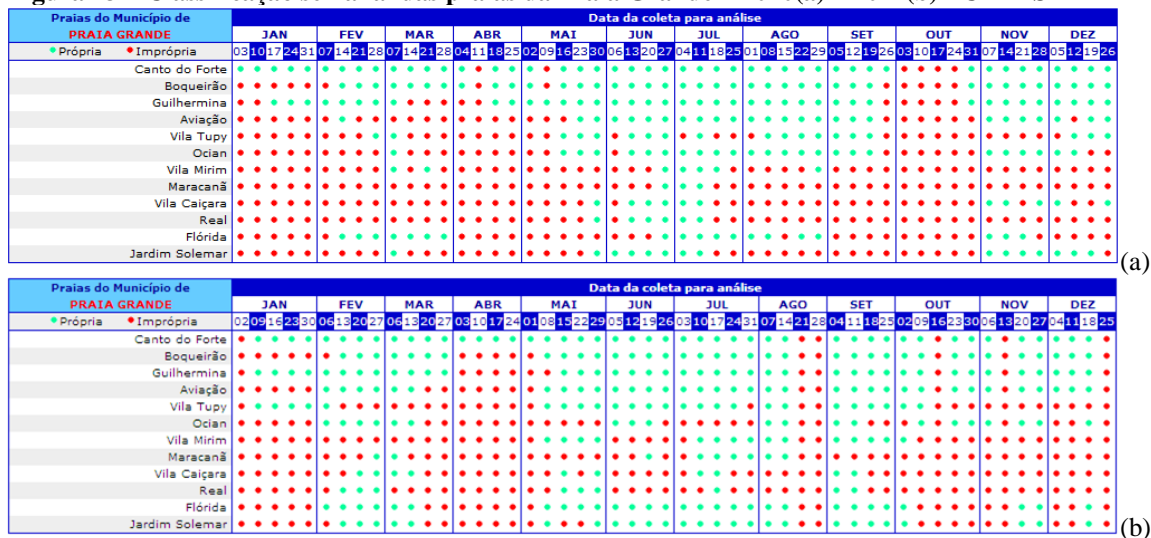 Figura Classificação semanal das praias da Praia Grande (a) (b)
Praias do Município de Data da coleta para análise
PRAIA GRANDE JAN FEV MAR ABR MAI JUN JUL AGO SET OUT NOV DEZ
Própria Imprópria 03 10 17 24 31 07 14 21 28 07 14 21 28 04 11 18 25 02 09 16 23 30 06 13 20 27 04 11 18 25 01 08 15 22 29 05 12 19 26 03 10 17 24 31 07 14 21 28 05 12 19 26
Canto do Forte
Boqueirão
Guilhermina
Aviação
Vila Tupy
Ocian
Vila Mirim
Maracanã
Vila Caiçara
Real
Flórida
Jardim Solemar
(a)
Praias do Município de Data da coleta para análise
PRAIA GRANDE JAN FEV MAR ABR MAI JUN JUL AGO SET OUT NOV DEZ
Própria Imprópria 02 09 16 23 30 06 13 20 27 06 13 20 27 03 10 17 24 01 08 15 22 29 05 12 19 26 03 10 17 24 31 07 14 21 28 04 11 18 25 02 09 16 23 30 06 13 20 27 04 11 18 25
Canto do Forte
Boqueirão
Guilhermina
Aviação
Vila Tupy
Ocian
Vila Mirim
Maracanã
Vila Caiçara
Real
Flórida
Jardim Solemar
(b)